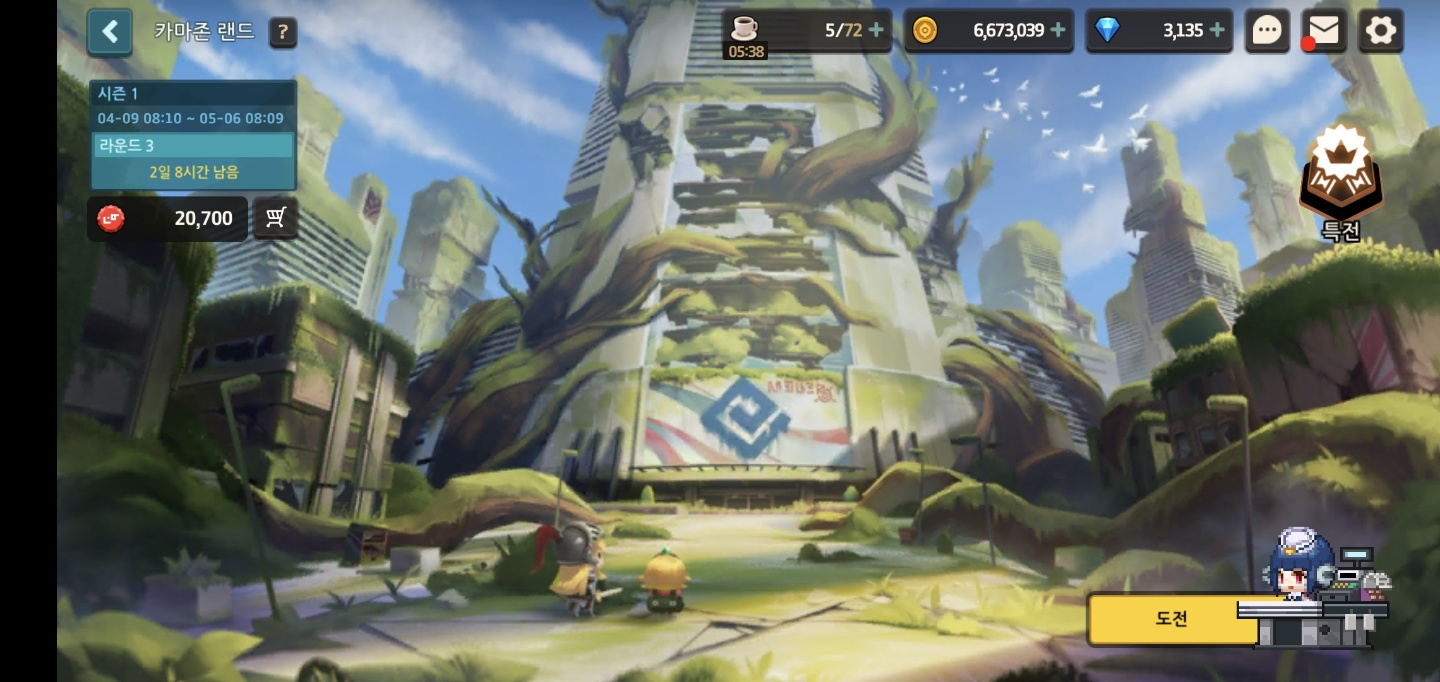 카마존 랜드
?
5/72
05:38
6,673,039
3,135
시즌 1
04-09 08:10 ~ 05-06 08:09
라운드 3
2일 8시간 남음
20,700
특전
도전